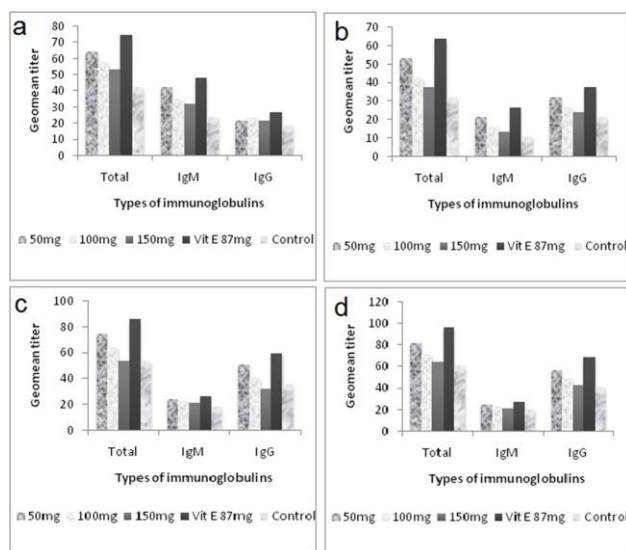 a
Geomean titer
80
70
60
50
40
30
20
10
0
Total IgM IgG
Types of immunoglobulins
50mg 100mg 150mg Vit E 87mg Control
b
Geomean titer
70
60
50
40
30
20
10
0
Total IgM IgG
Types of immunoglobulins
50mg 100mg 150mg Vit E 87mg Control
c
Geomean titer
100
80
60
40
20
0
Total IgM IgG
Types of immunoglobulins
50mg 100mg 150mg Vit E 87mg Control
d
Geomean titer
120
100
80
60
40
20
0
Total IgM IgG
Types of immunoglobulins
50mg 100mg 150mg Vit E 87mg Control